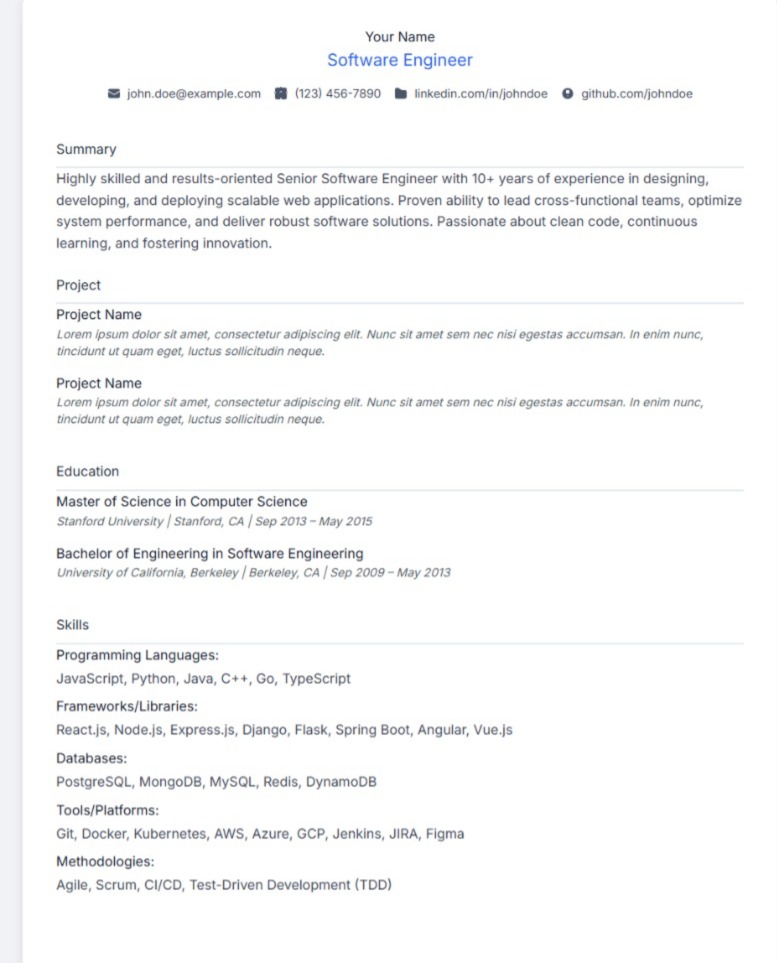 Your Name
Software Engineer
john.doe@example.com (123) 456-7890 linkedin.com/in/johndoe github.com/johndoe
Summary
Highly skilled and results-oriented Senior Software Engineer with 10+ years of experience in designing,
developing, and deploying scalable web applications. Proven ability to lead cross-functional teams, optimize
system performance, and deliver robust software solutions. Passionate about clean code, continuous
learning, and fostering innovation.
Project
Project Name
Lorem ipsum dolor sit amet, consectetur adipiscing elit. Nunc sit amet sem nec nisi egestas accumsan. In enim nunc,
tincidunt ut quam eget, luctus sollicitudin neque.
Project Name
Lorem ipsum dolor sit amet, consectetur adipiscing elit. Nunc sit amet sem nec nisi egestas accumsan. In enim nunc,
tincidunt ut quam eget, luctus sollicitudin neque.
Education
Master of Science in Computer Science
Stanford University | Stanford, CA | Sep 2013 – May 2015
Bachelor of Engineering in Software Engineering
University of California, Berkeley | Berkeley, CA | Sep 2009 – May 2013
Skills
Programming Languages:
JavaScript, Python, Java, C++, Go, TypeScript
Frameworks/Libraries:
React.js, Node.js, Express.js, Django, Flask, Spring Boot, Angular, Vue.js
Databases:
PostgreSQL, MongoDB, MySQL, Redis, DynamoDB
Tools/Platforms:
Git, Docker, Kubernetes, AWS, Azure, GCP, Jenkins, JIRA, Figma
Methodologies:
Agile, Scrum, CI/CD, Test-Driven Development (TDD)